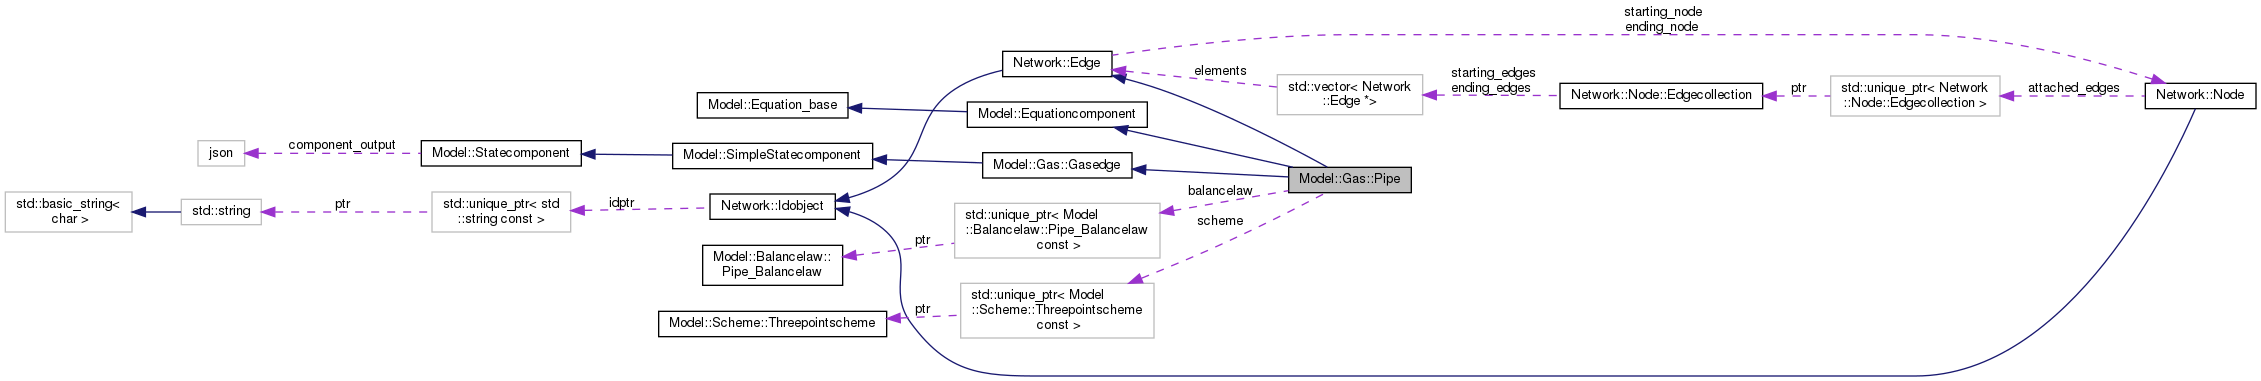 starting_node
ending_node
Network::Edge
elements
std::vector< Network
::Edge *>
starting_edges
ending_edges
Network::Node::Edgecollection
ptr
std::unique_ptr< Network
::Node::Edgecollection >
attached_edges
Network::Node
Model::Equation_base
Model::Equationcomponent
json
component_output
Model::Statecomponent
Model::SimpleStatecomponent
Model::Gas::Gasedge
Model::Gas::Pipe
std::basic_string<
char >
std::string
ptr
std::unique_ptr< std
::string const >
idptr
Network::Idobject
balancelaw
std::unique_ptr< Model
::Balancelaw::Pipe_Balancelaw
const >
scheme
ptr
Model::Balancelaw::
Pipe_Balancelaw
std::unique_ptr< Model
::Scheme::Threepointscheme
const >
ptr
Model::Scheme::Threepointscheme